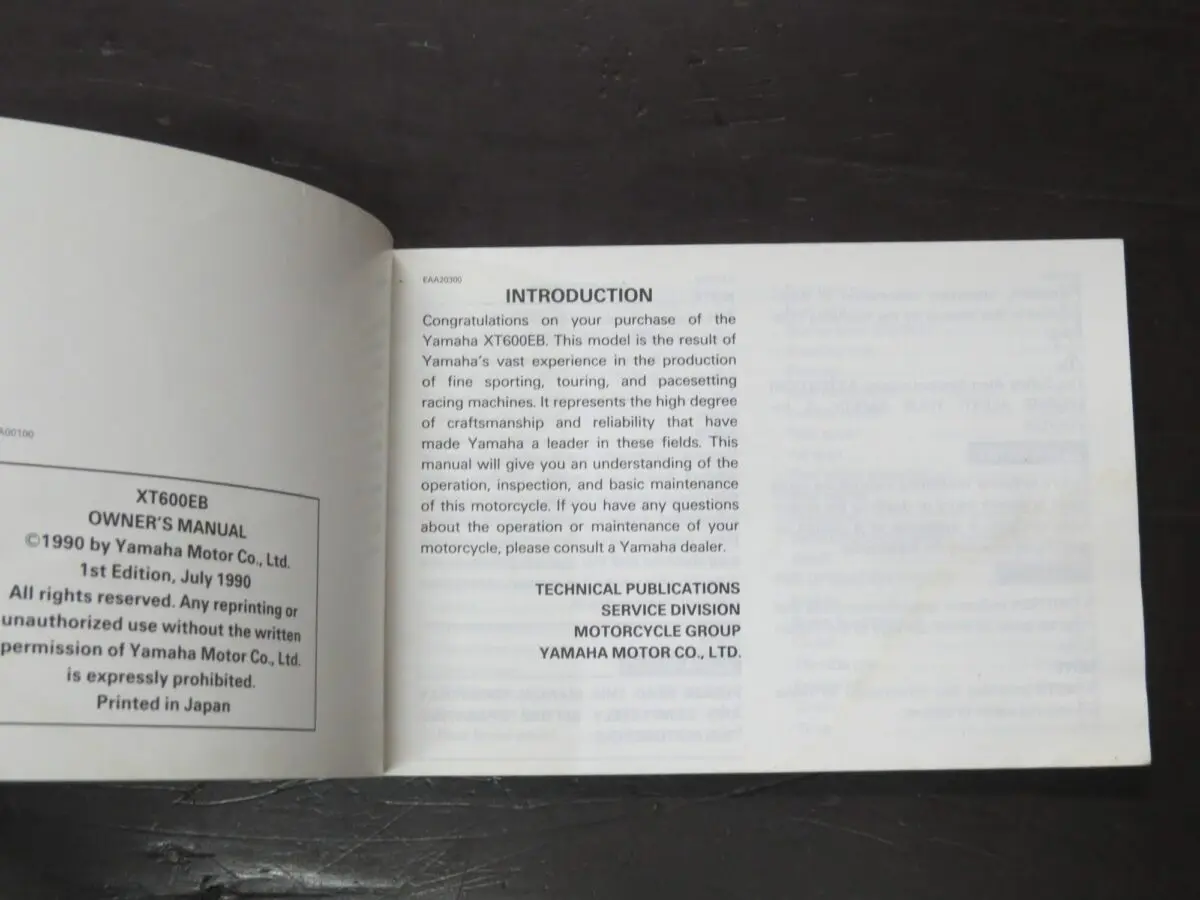 A00100
XT600EB
OWNER'S MANUAL
©1990 by Yamaha Motor Co., Ltd.
1st Edition, July 1990
All rights reserved. Any reprinting or
unauthorized use without the written
permission of Yamaha Motor Co., Ltd.
is expressly prohibited.
Printed in Japan
EAA20300
INTRODUCTION
Congratulations on your purchase of the
Yamaha XT600EB. This model is the result of
Yamaha's vast experience in the production
of fine sporting, touring, and pacesetting
racing machines. It represents the high degree
of craftsmanship and reliability that have
made Yamaha a leader in these fields. This
manual will give you an understanding of the
operation, inspection, and basic maintenance
of this motorcycle. If you have any questions
about the operation or maintenance of your
motorcycle, please consult a Yamaha dealer.
TECHNICAL PUBLICATIONS
SERVICE DIVISION
MOTORCYCLE GROUP
YAMAHA MOTOR CO., LTD.